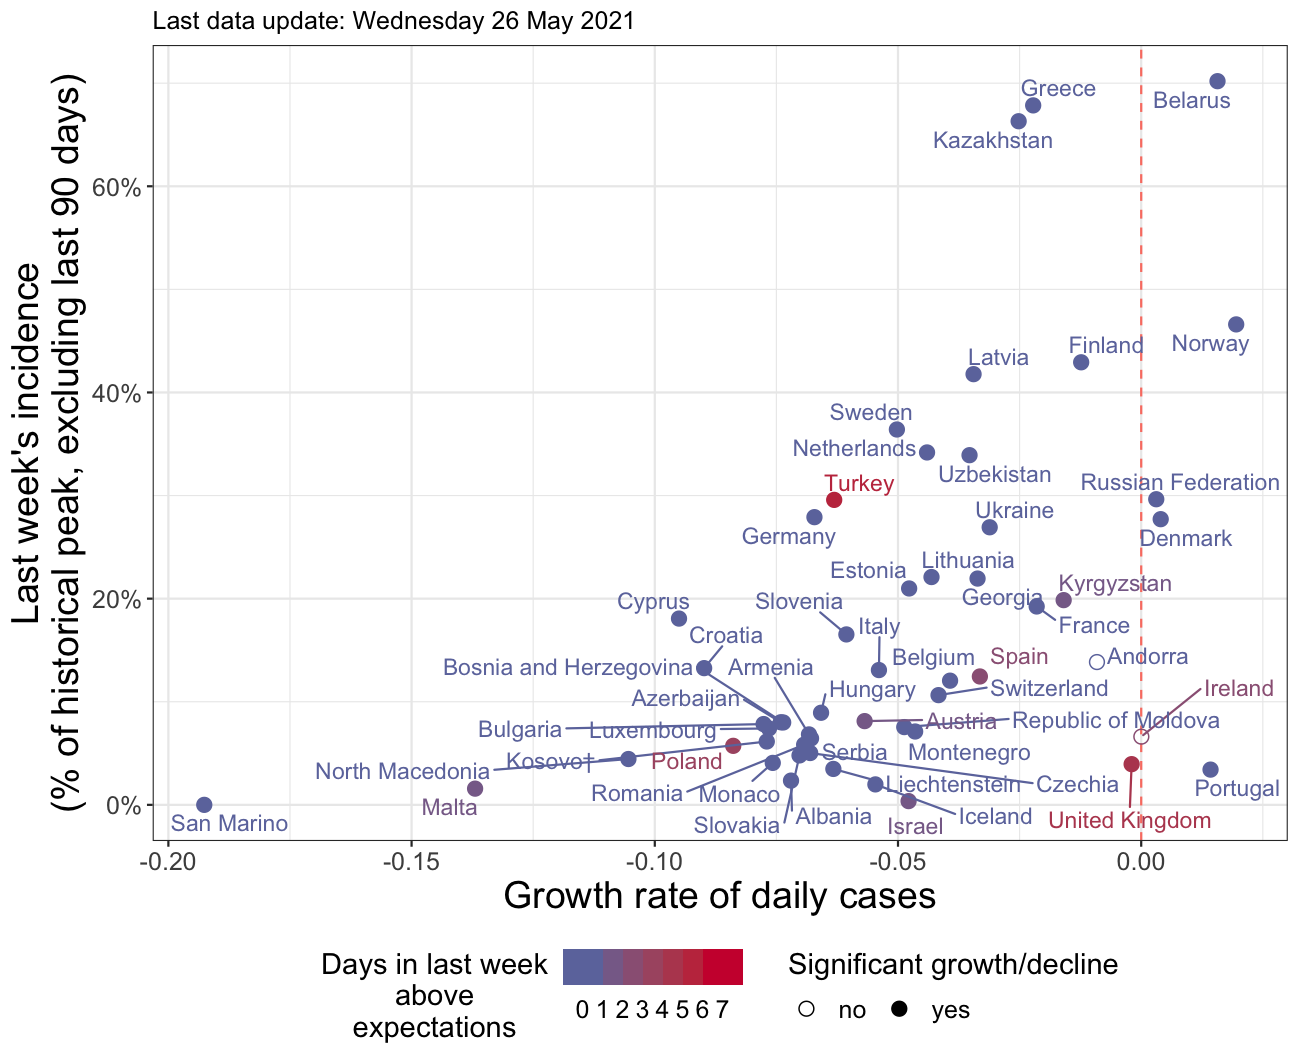 Last data update: Wednesday 26 May 2021
Last week's incidence
(% of historical peak, excluding last 90 days)
60%
40%
20%
0%
Greece
Belarus
Kazakhstan
Norway
Finland
Latvia
Sweden
Netherlands
Uzbekistan
Turkey
Russian Federation
Ukraine
Germany
Denmark
Lithuania
Estonia
Kyrgyzstan
Georgia
Cyprus
Slovenia
France
Italy
Croatia
Belgium
Spain
Andorra
Bosnia and Herzegovina
Armenia
Hungary
Switzerland
Ireland
Azerbaijan
Austria
Republic of Moldova
Bulgaria
Luxembourg
Serbia
Montenegro
Kosovo†
Poland
North Macedonia
Romania
Monaco
Liechtenstein
Czechia
Portugal
Malta
San Marino
Slovakia
Albania
Israel
Iceland
United Kingdom
-0.20
-0.15
-0.10
-0.05
0.00
Growth rate of daily cases
Days in last week
above
expectations
0 1 2 3 4 5 6 7
Significant growth/decline
no
yes